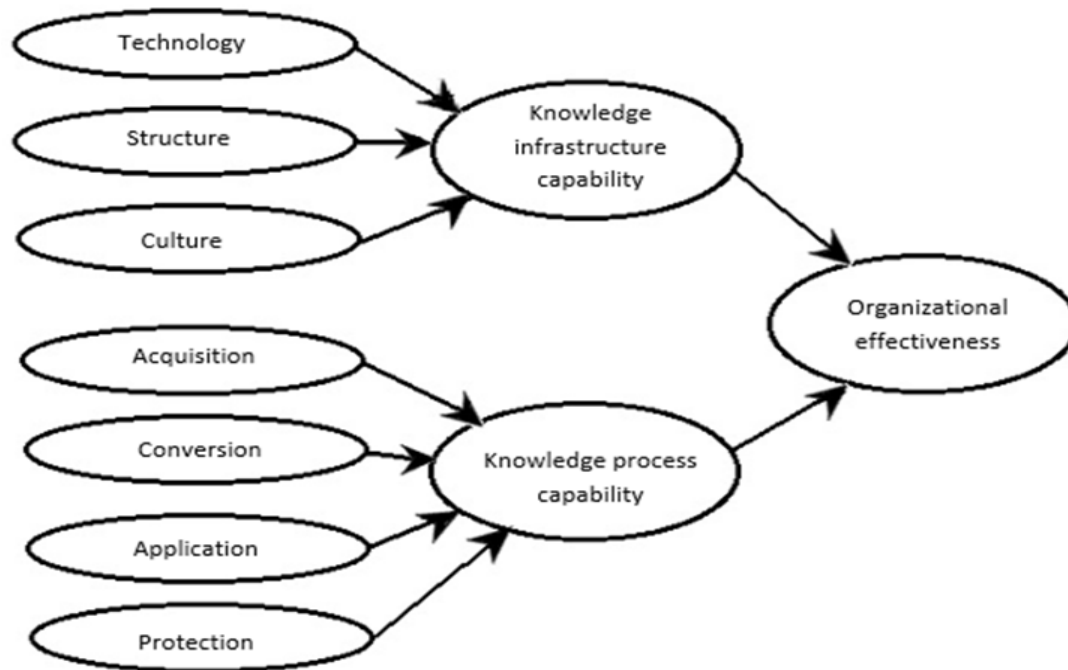 Technology
Structure
Culture
Knowledge
infrastructure
capability
Acquisition
Conversion
Application
Protection
Knowledge process
capability
Organizational
effectiveness